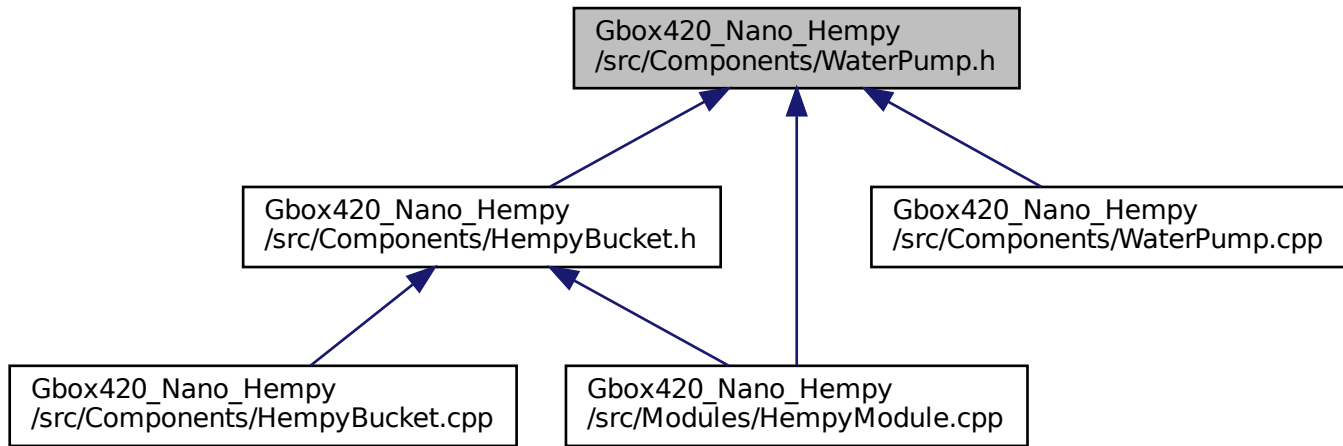 Gbox420_Nano_Hempy
/src/Components/WaterPump.h
Gbox420_Nano_Hempy
/src/Components/HempyBucket.h
Gbox420_Nano_Hempy
/src/Components/WaterPump.cpp
Gbox420_Nano_Hempy
/src/Components/HempyBucket.cpp
Gbox420_Nano_Hempy
/src/Modules/HempyModule.cpp